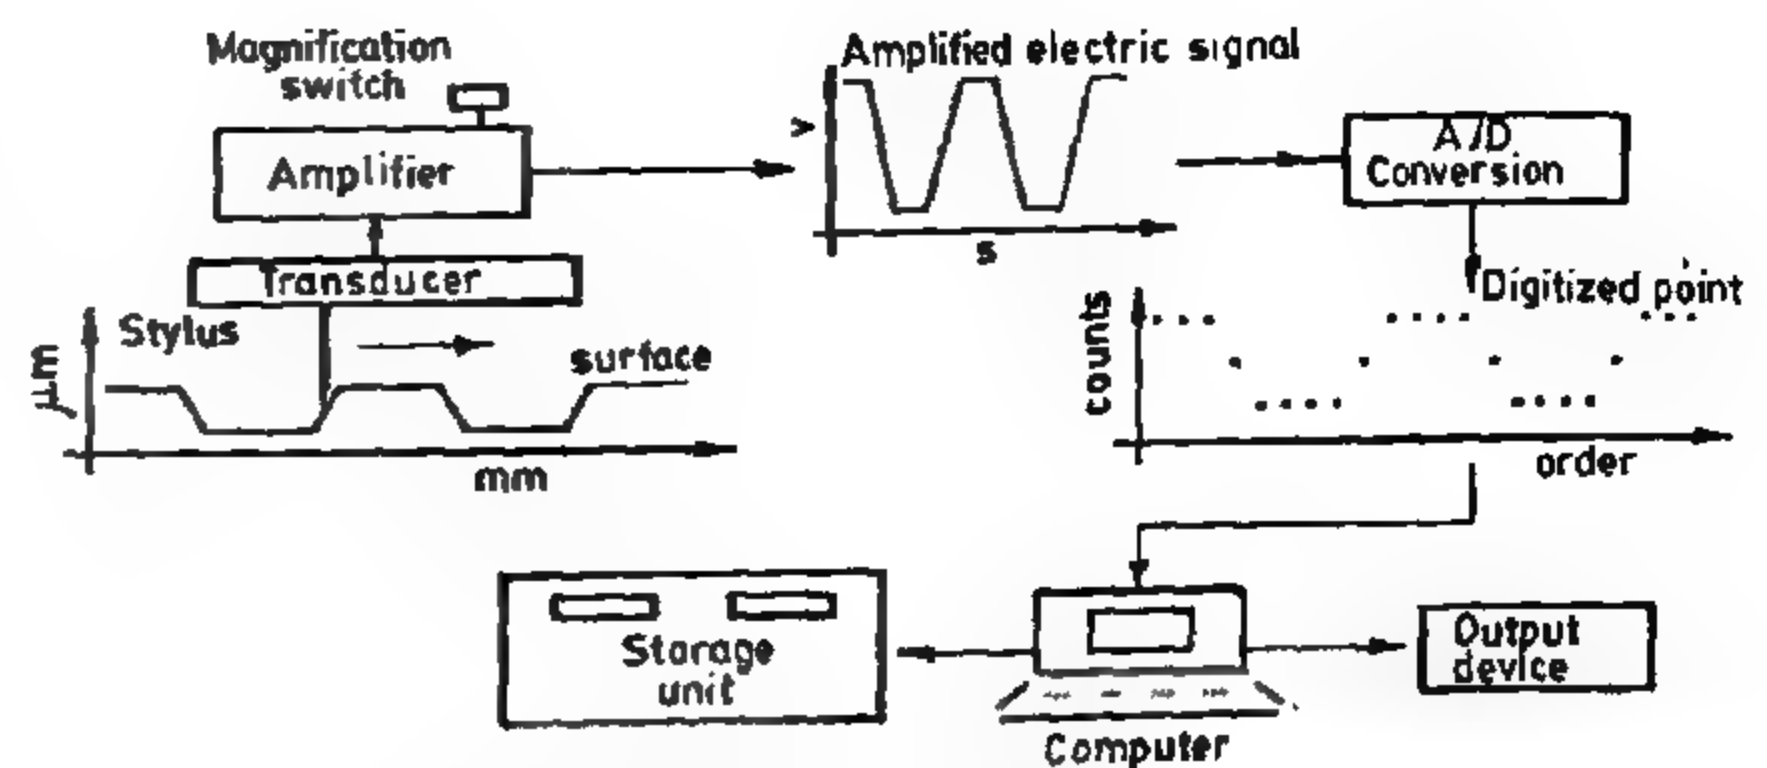 Magnification
switch
Amplifier
Transducer
Stylus
surface
µm
mm
Amplified electric signal
v
s
A/D
Conversion
Digitized point
counts
order
Storage
unit
Computer
Output
device